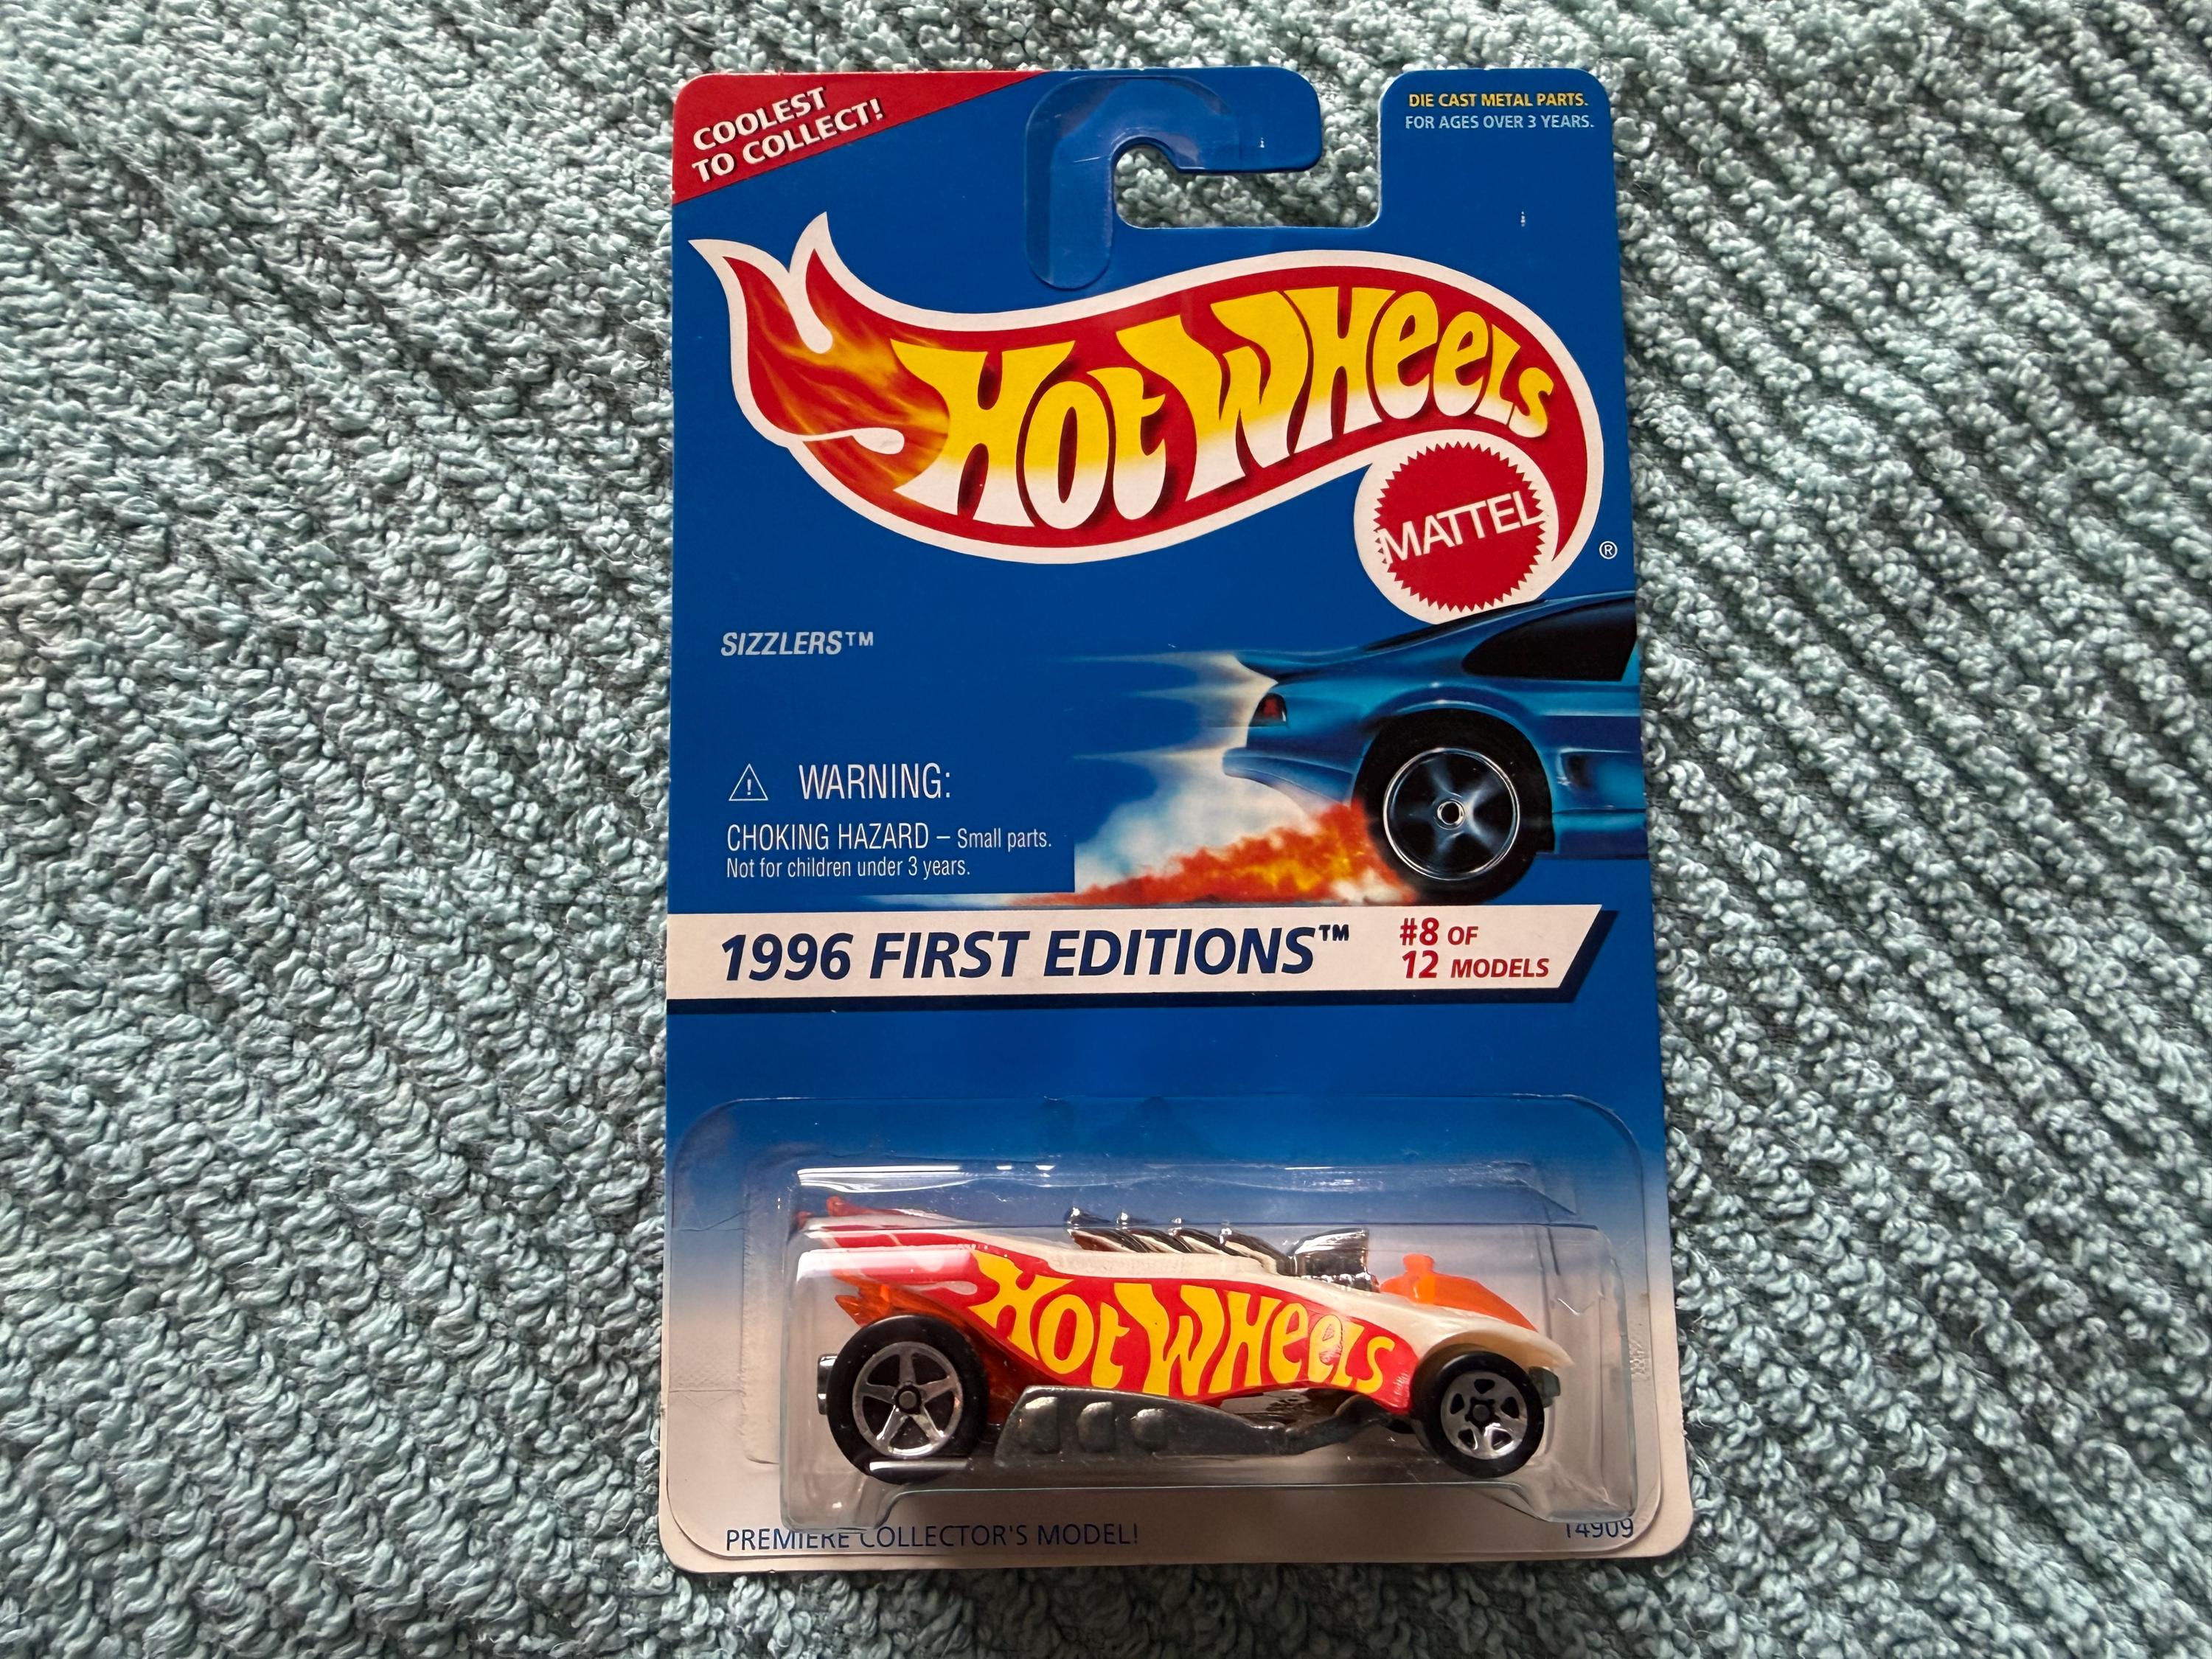 COOLEST
TO COLLECT!
DIE CAST METAL PARTS.
FOR AGES OVER 3 YEARS.
HOT WHEELS
MATTEL
®
SIZZLERS™
! WARNING:
CHOKING HAZARD – Small parts.
Not for children under 3 years.
1996 FIRST EDITIONS™
#8 OF
12 MODELS
HOT WHEELS
PREMIERE COLLECTOR'S MODEL!
14909